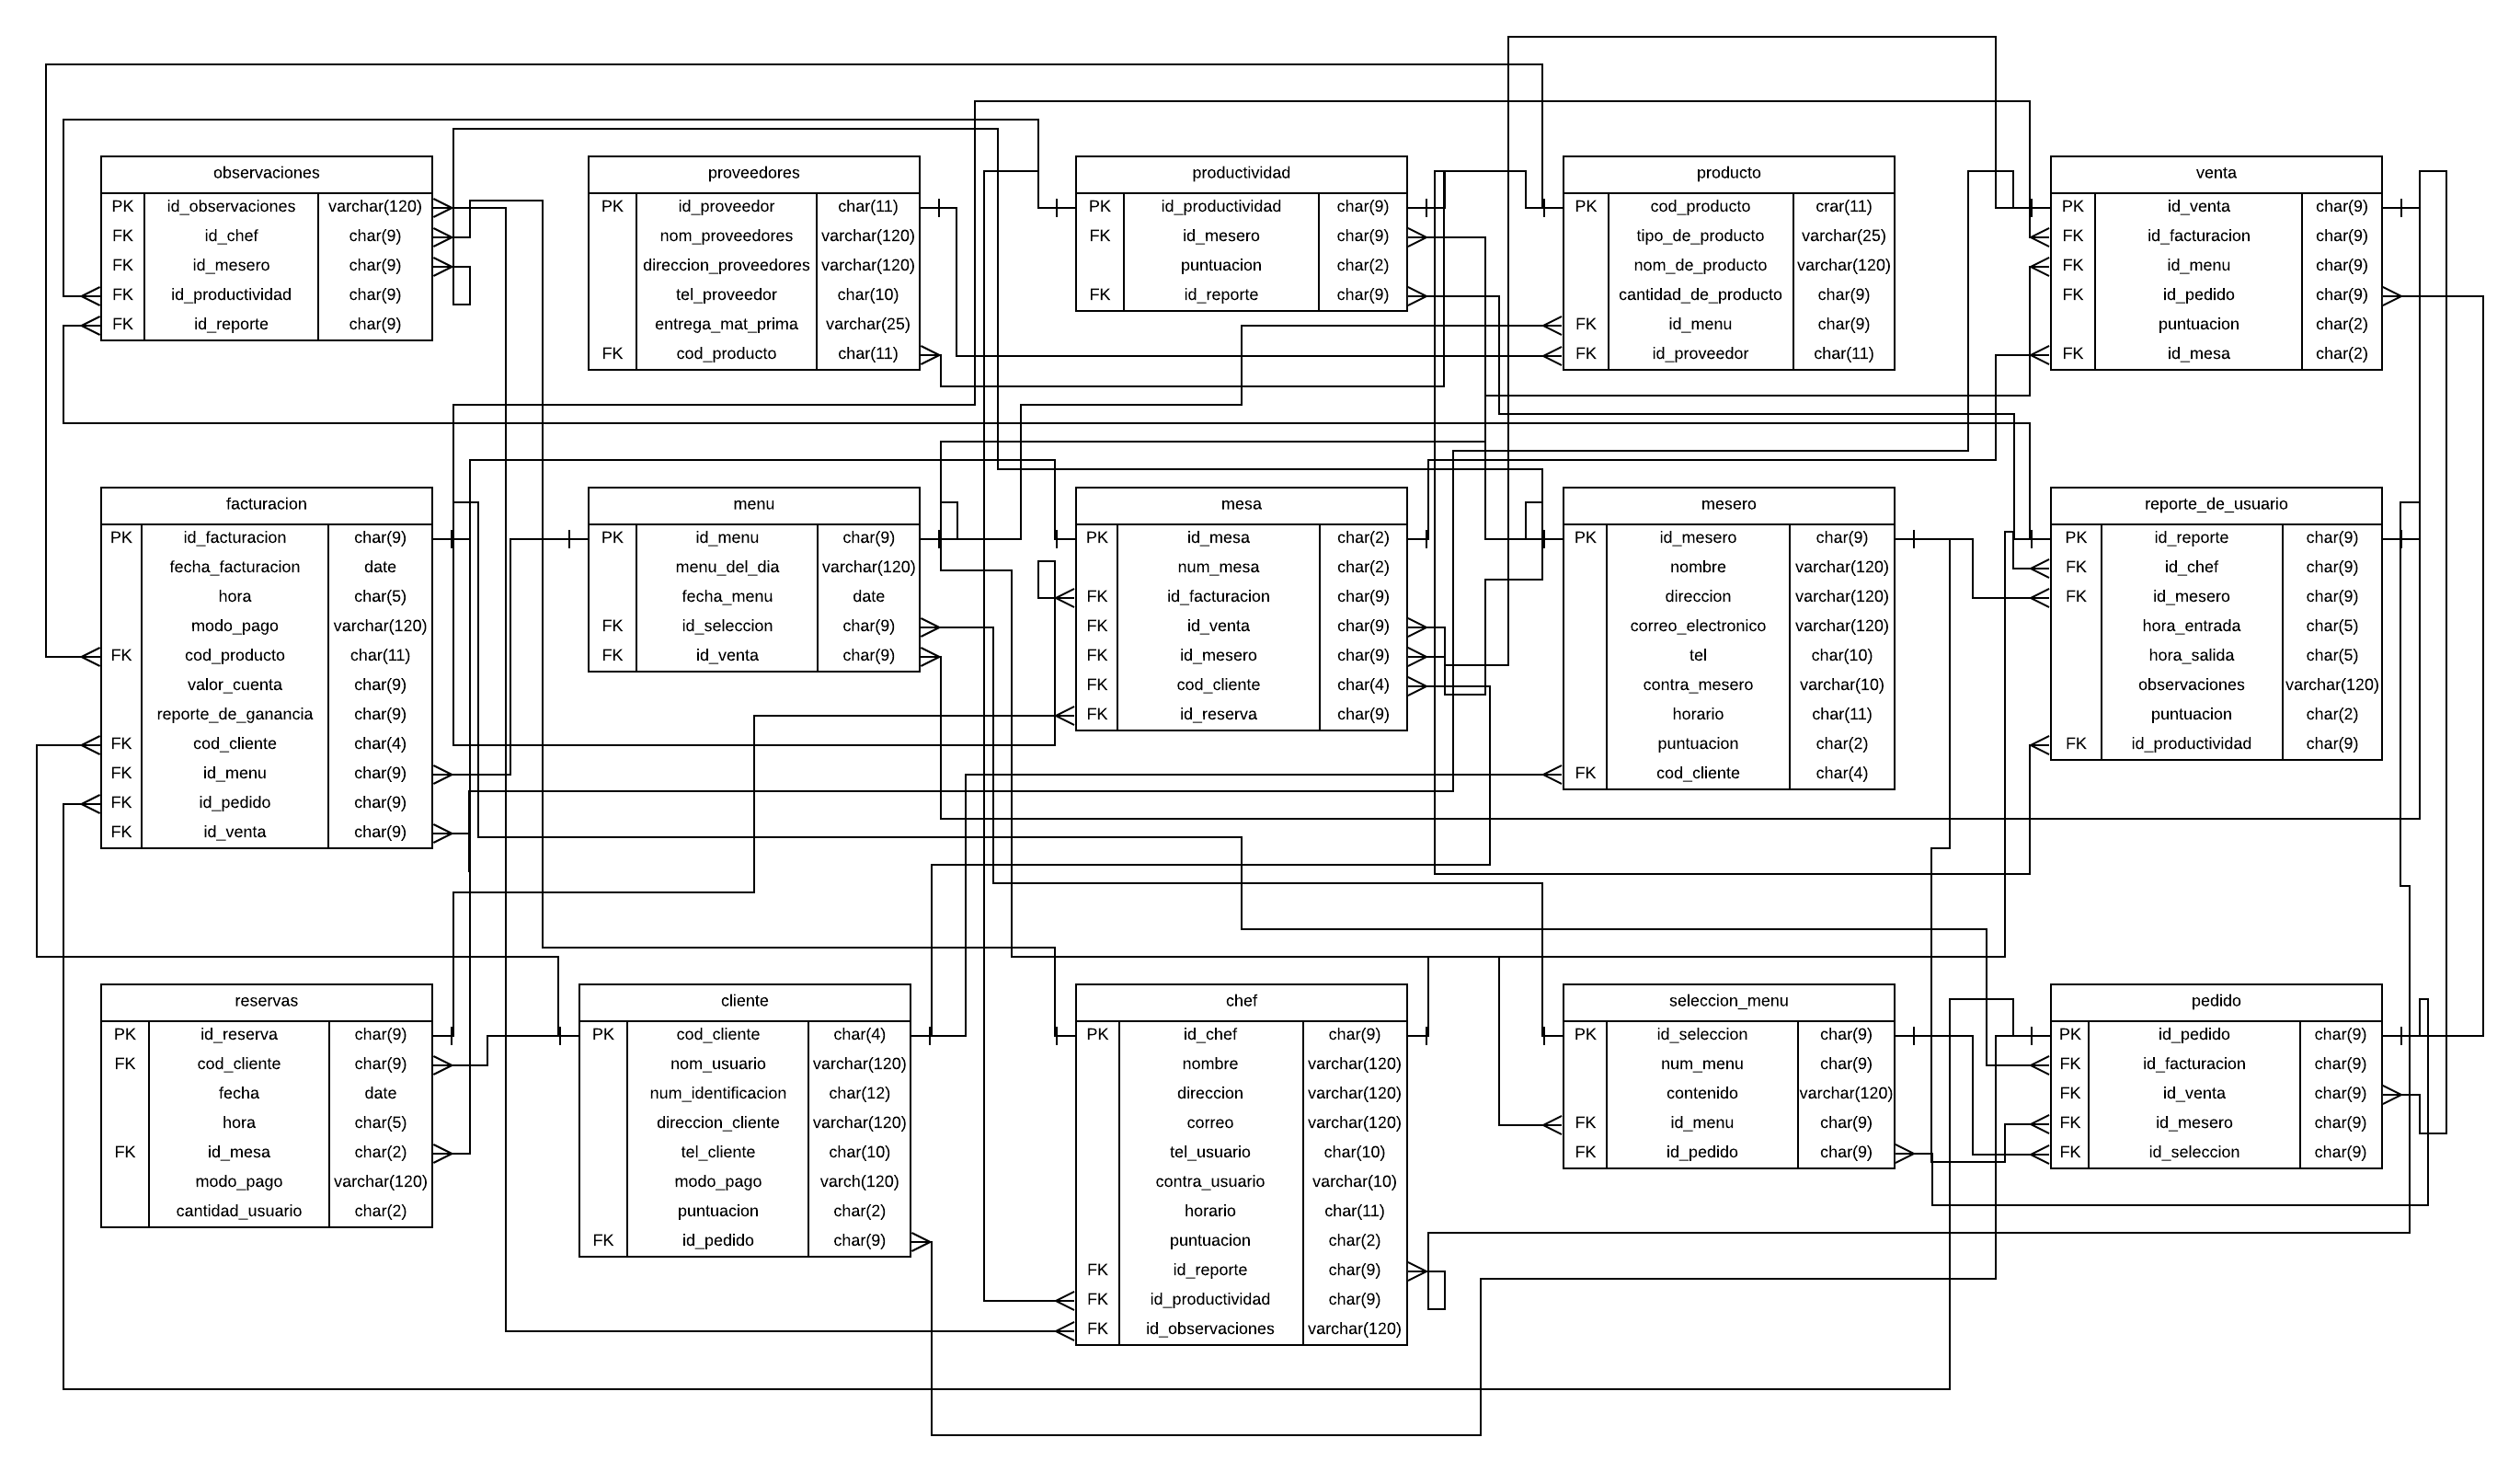 observaciones
PK id_observaciones varchar(120)
FK id_chef char(9)
FK id_mesero char(9)
FK id_productividad char(9)
FK id_reporte char(9)
proveedores
PK id_proveedor char(11)
nom_proveedores varchar(120)
direccion_proveedores varchar(120)
tel_proveedor char(10)
entrega_mat_prima varchar(25)
FK cod_producto char(11)
productividad
PK id_productividad char(9)
FK id_mesero char(9)
puntuacion char(2)
FK id_reporte char(9)
producto
PK cod_producto crar(11)
tipo_de_producto varchar(25)
nom_de_producto varchar(120)
cantidad_de_producto char(9)
FK id_menu char(9)
FK id_proveedor char(11)
venta
PK id_venta char(9)
FK id_facturacion char(9)
FK id_menu char(9)
FK id_pedido char(9)
puntuacion char(2)
FK id_mesa char(2)
facturacion
PK id_facturacion char(9)
fecha_facturacion date
hora char(5)
modo_pago varchar(120)
FK cod_producto char(11)
valor_cuenta char(9)
reporte_de_ganancia char(9)
FK cod_cliente char(4)
FK id_menu char(9)
FK id_pedido char(9)
FK id_venta char(9)
menu
PK id_menu char(9)
menu_del_dia varchar(120)
fecha_menu date
FK id_seleccion char(9)
FK id_venta char(9)
mesa
PK id_mesa char(2)
num_mesa char(2)
FK id_facturacion char(9)
FK id_venta char(9)
FK id_mesero char(9)
FK cod_cliente char(4)
FK id_reserva char(9)
mesero
PK id_mesero char(9)
nombre varchar(120)
direccion varchar(120)
correo_electronico varchar(120)
tel char(10)
contra_mesero varchar(10)
horario char(11)
puntuacion char(2)
FK cod_cliente char(4)
reporte_de_usuario
PK id_reporte char(9)
FK id_chef char(9)
FK id_mesero char(9)
hora_entrada char(5)
hora_salida char(5)
observaciones varchar(120)
puntuacion char(2)
FK id_productividad char(9)
reservas
PK id_reserva char(9)
FK cod_cliente char(9)
fecha date
hora char(5)
FK id_mesa char(2)
modo_pago varchar(120)
cantidad_usuario char(2)
cliente
PK cod_cliente char(4)
nom_usuario varchar(120)
num_identificacion char(12)
direccion_cliente varchar(120)
tel_cliente char(10)
modo_pago varch(120)
puntuacion char(2)
FK id_pedido char(9)
chef
PK id_chef char(9)
nombre varchar(120)
direccion varchar(120)
correo varchar(120)
tel_usuario char(10)
contra_usuario varchar(10)
horario char(11)
puntuacion char(2)
FK id_reporte char(9)
FK id_productividad char(9)
FK id_observaciones varchar(120)
seleccion_menu
PK id_seleccion char(9)
num_menu char(9)
contenido varchar(120)
FK id_menu char(9)
FK id_pedido char(9)
pedido
PK id_pedido char(9)
FK id_facturacion char(9)
FK id_venta char(9)
FK id_mesero char(9)
FK id_seleccion char(9)